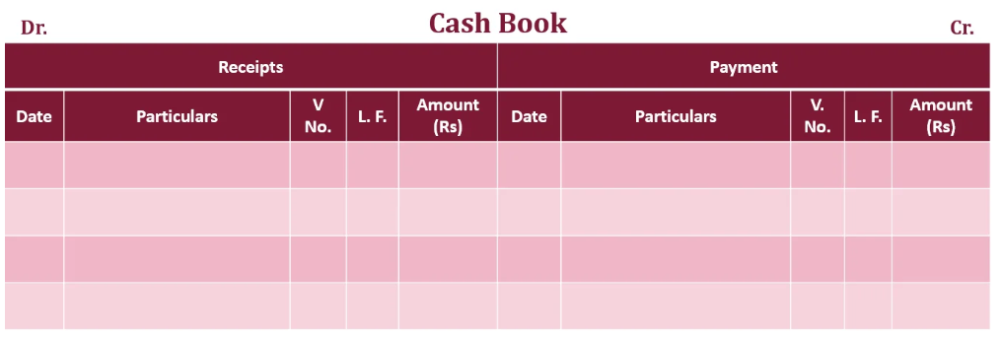 Dr. Cash Book Cr.
Receipts Payment
Date Particulars V No. L. F. Amount (Rs) Date Particulars V. No. L. F. Amount (Rs)